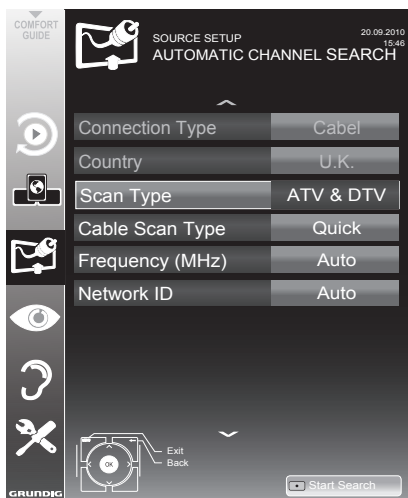 COMFORT
GUIDE
SOURCE SETUP
20.09.2010
15:46
AUTOMATIC CHANNEL SEARCH
Connection Type Cabel
Country U.K.
Scan Type ATV & DTV
Cable Scan Type Quick
Frequency (MHz) Auto
Network ID Auto
Exit
OK
Back
Start Search
GRUNDIG